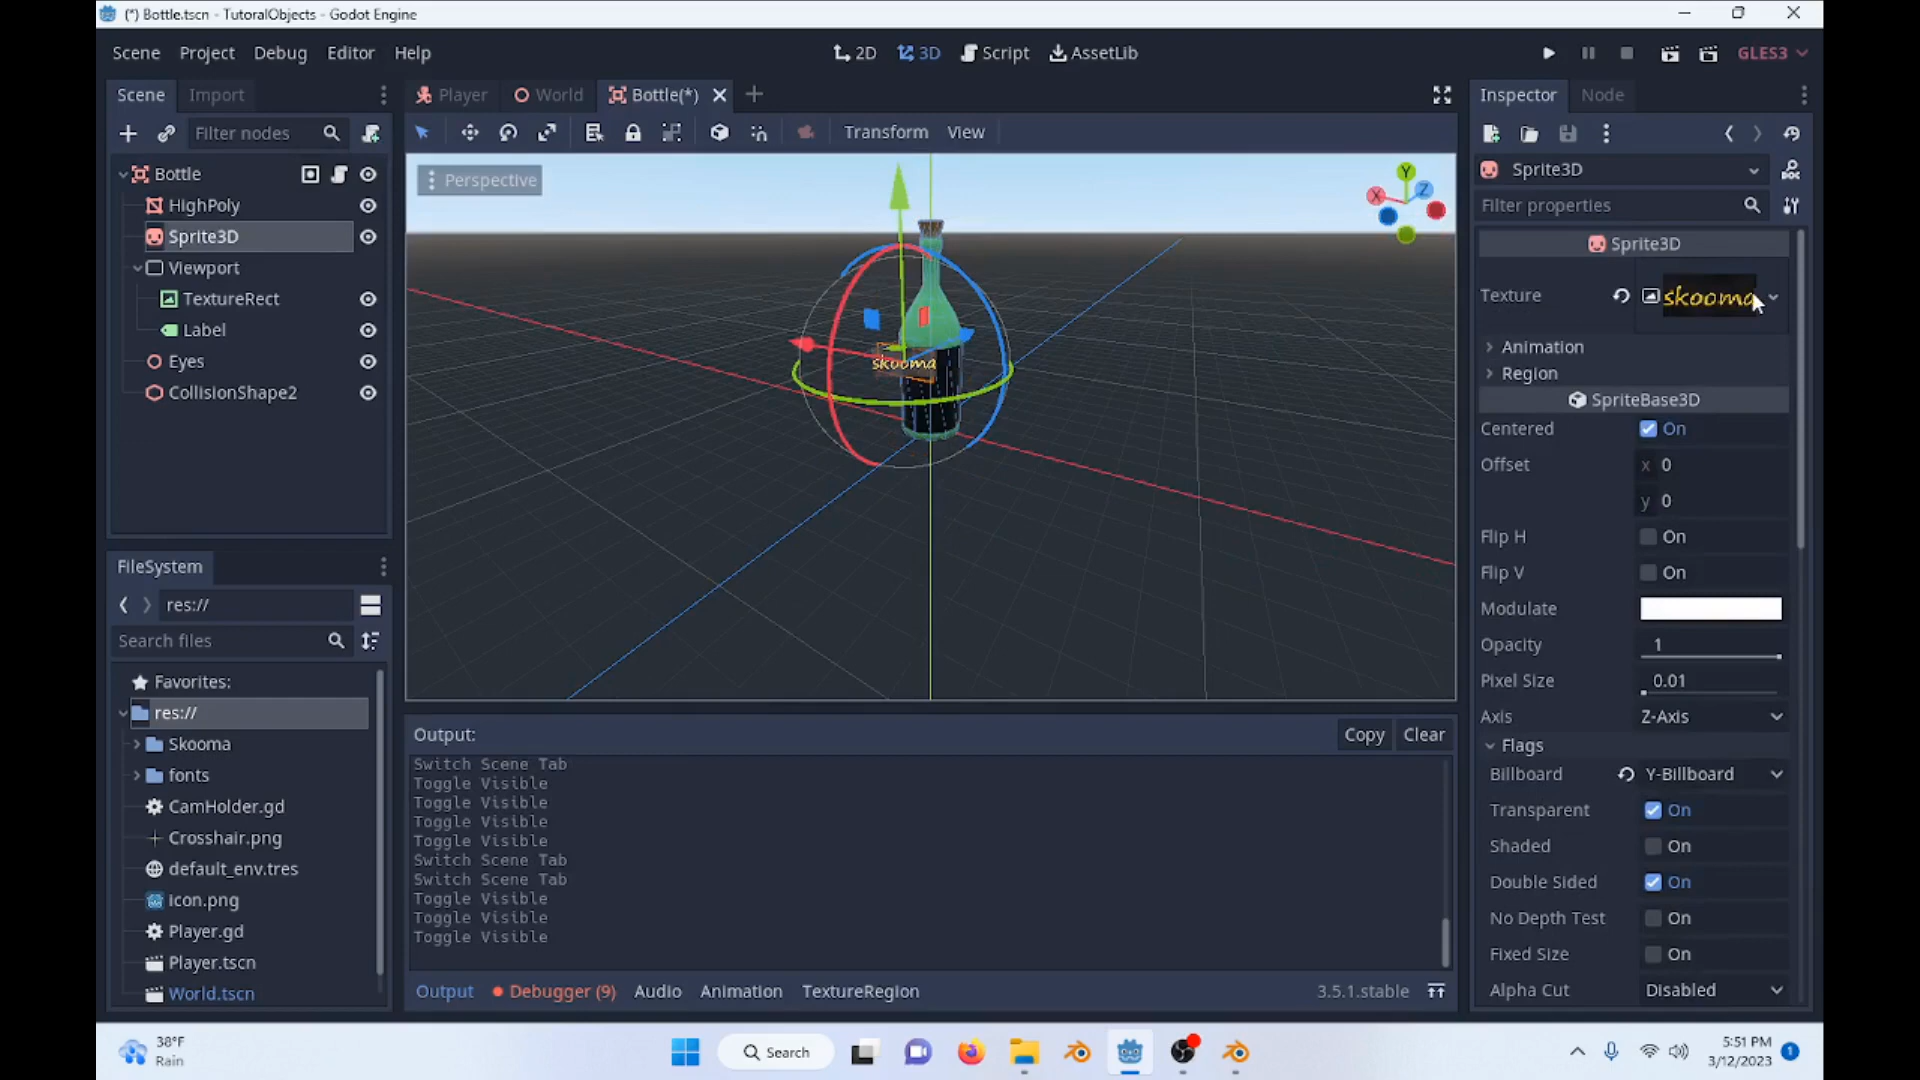 (*) Bottle.tscn - TutoralObjects - Godot Engine
Scene Project Debug Editor Help
2D 3D Script AssetLib
GLES3
Scene Import
Player World Bottle(*)
Inspector Node
Filter nodes
Transform View
Sprite3D
Filter properties
Bottle
HighPoly
Sprite3D
Viewport
TextureRect
Label
Eyes
CollisionShape2
Perspective
Y
X
Z
skooma
Sprite3D
Texture skooma
Animation
Region
SpriteBase3D
Centered On
Offset x 0
y 0
Flip H On
Flip V On
Modulate
Opacity 1
Pixel Size 0.01
Axis Z-Axis
Flags
Billboard Y-Billboard
Transparent On
Shaded On
Double Sided On
No Depth Test On
Fixed Size On
Alpha Cut Disabled
FileSystem
res://
Search files
Favorites:
res://
Skooma
fonts
CamHolder.gd
Crosshair.png
default_env.tres
icon.png
Player.gd
Player.tscn
World.tscn
Output: Copy Clear
Switch Scene Tab
Toggle Visible
Toggle Visible
Toggle Visible
Toggle Visible
Switch Scene Tab
Switch Scene Tab
Toggle Visible
Toggle Visible
Toggle Visible
Output Debugger (9) Audio Animation TextureRegion 3.5.1.stable
38°F
Rain
Search
5:51 PM
3/12/2023
1